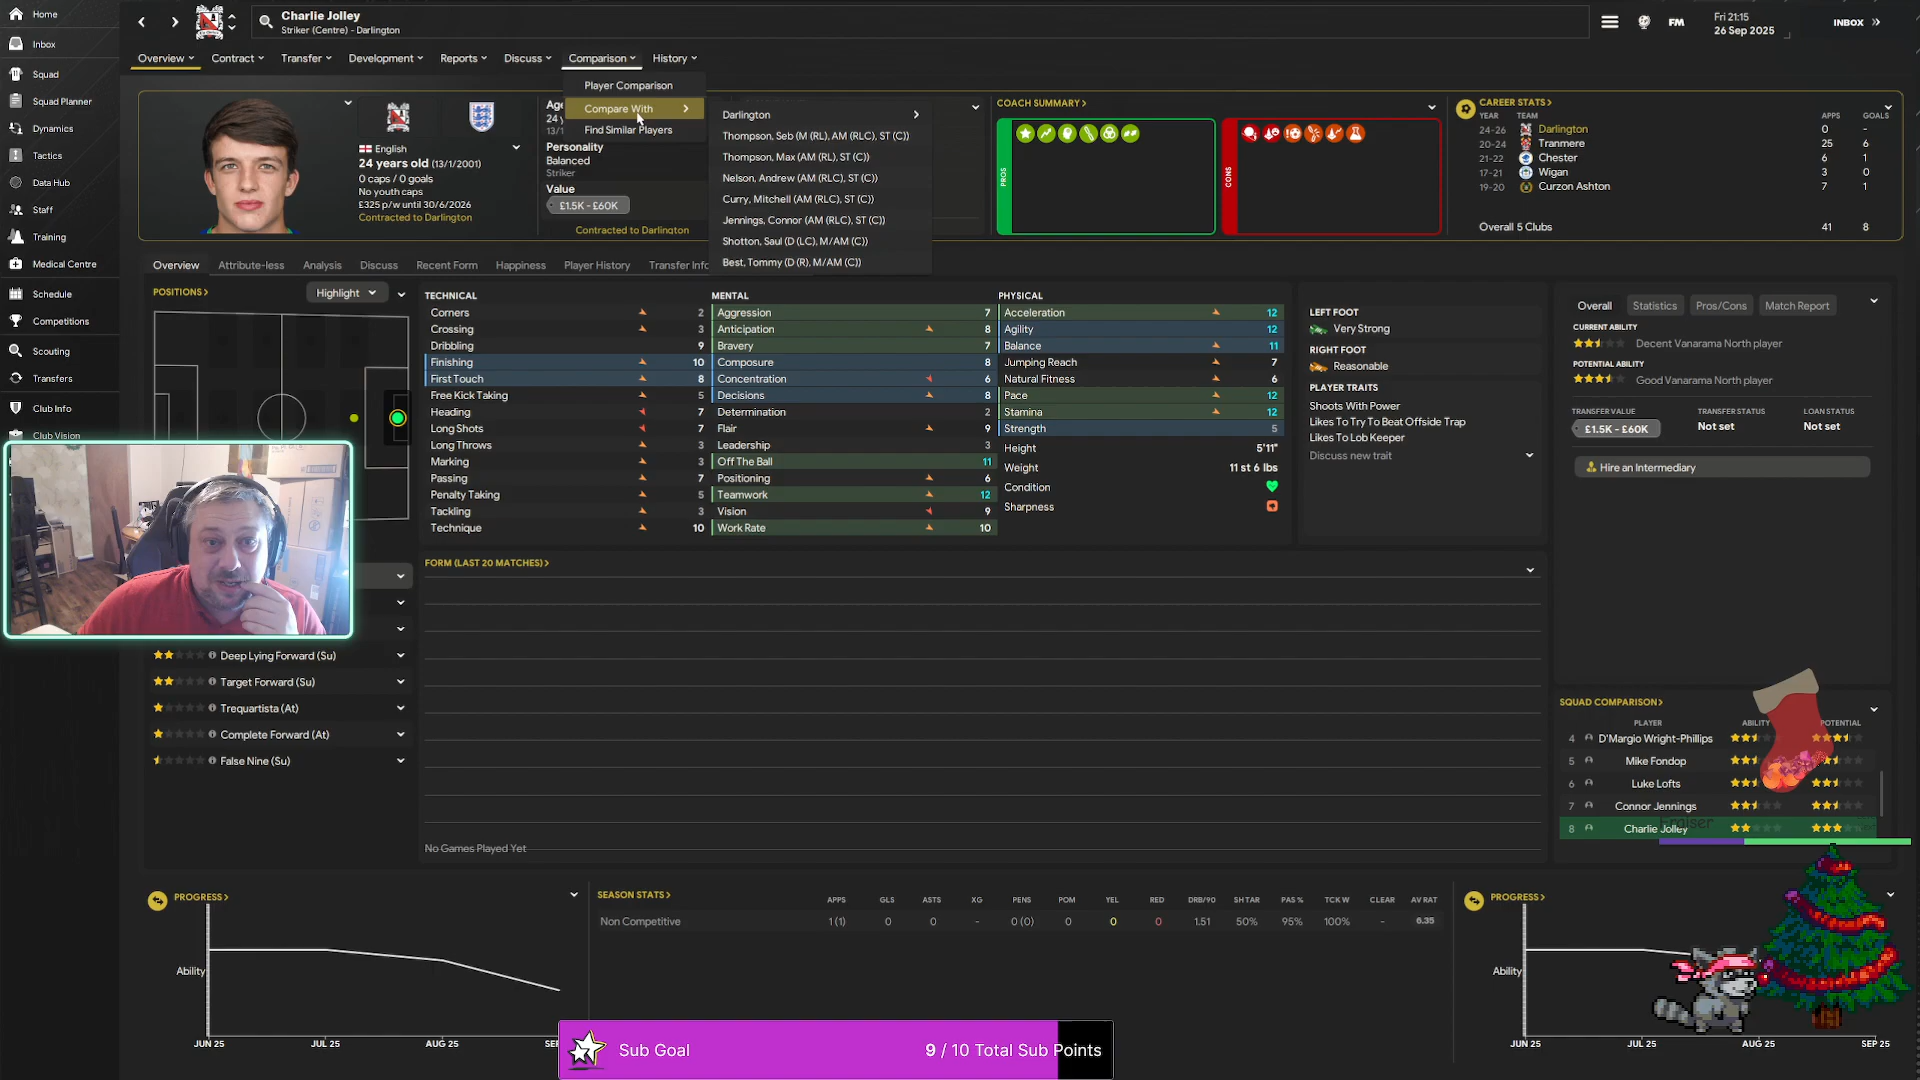 Home
Inbox
Squad
Squad Planner
Dynamics
Tactics
Data Hub
Staff
Training
Medical Centre
Schedule
Competitions
Scouting
Transfers
Club Info
Club Vision
Charlie Jolley
Striker (Centre) - Darlington
FM
Fri 21:15
26 Sep 2025
INBOX
Overview
Contract
Transfer
Development
Reports
Discuss
Comparison
History
Player Comparison
Compare With
Find Similar Players
Darlington
Thompson, Seb (M (RL), AM (RLC), ST (C))
Thompson, Max (AM (RL), ST (C))
Nelson, Andrew (AM (RLC), ST (C))
Curry, Mitchell (AM (RLC), ST (C))
Jennings, Connor (AM (RLC), ST (C))
Shotton, Saul (D (LC), M/AM (C))
Best, Tommy (D (R), M/AM (C))
English
24 years old (13/1/2001)
0 caps / 0 goals
No youth caps
£325 p/w until 30/6/2026
Contracted to Darlington
Personality
Balanced
Striker
Value
£1.5K - £60K
Contracted to Darlington
COACH SUMMARY >
PROS
CONS
CAREER STATS >
YEAR TEAM APPS GOALS
24-26 Darlington 0 -
20-24 Tranmere 25 6
21-22 Chester 6 1
17-21 Wigan 3 0
19-20 Curzon Ashton 7 1
Overall 5 Clubs 41 8
Overview Attribute-less Analysis Discuss Recent Form Happiness Player History Transfer Info
POSITIONS >
Highlight
Deep Lying Forward (Su)
Target Forward (Su)
Trequartista (At)
Complete Forward (At)
False Nine (Su)
TECHNICAL
Corners 2
Crossing 3
Dribbling 9
Finishing 10
First Touch 8
Free Kick Taking 5
Heading 7
Long Shots 7
Long Throws 3
Marking 3
Passing 7
Penalty Taking 5
Tackling 3
Technique 10
MENTAL
Aggression 7
Anticipation 8
Bravery 7
Composure 8
Concentration 6
Decisions 8
Determination 2
Flair 9
Leadership 3
Off The Ball 11
Positioning 6
Teamwork 12
Vision 9
Work Rate 10
PHYSICAL
Acceleration 12
Agility 12
Balance 11
Jumping Reach 7
Natural Fitness 6
Pace 12
Stamina 12
Strength 5
Height 5'11"
Weight 11 st 6 lbs
Condition
Sharpness
LEFT FOOT
Very Strong
RIGHT FOOT
Reasonable
PLAYER TRAITS
Shoots With Power
Likes To Try To Beat Offside Trap
Likes To Lob Keeper
Discuss new trait
Overall Statistics Pros/Cons Match Report
CURRENT ABILITY
Decent Vanarama North player
POTENTIAL ABILITY
Good Vanarama North player
TRANSFER VALUE TRANSFER STATUS LOAN STATUS
£1.5K - £60K Not set Not set
Hire an Intermediary
FORM (LAST 20 MATCHES) >
No Games Played Yet
SQUAD COMPARISON >
PLAYER ABILITY POTENTIAL
4 D'Margio Wright-Phillips
5 Mike Fondop
6 Luke Lofts
7 Connor Jennings
8 Charlie Jolley
PROGRESS >
Ability
JUN 25 JUL 25 AUG 25
SEASON STATS >
APPS GLS ASTS XG PENS POM YEL RED DRB/90 SH TAR PAS % TCK W CLEAR AV RAT
Non Competitive 1 (1) 0 0 - 0 (0) 0 0 0 1.51 50% 95% 100% - 6.35
PROGRESS >
Ability
JUN 25 JUL 25 AUG 25 SEP 25
Sub Goal 9 / 10 Total Sub Points